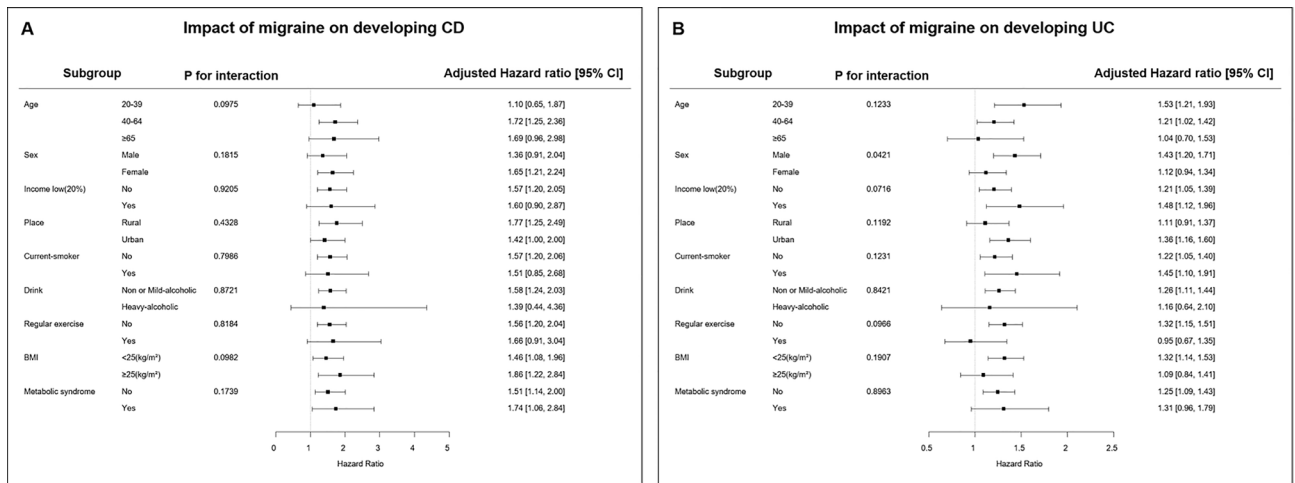 A Impact of migraine on developing CD
Subgroup P for interaction Adjusted Hazard ratio [95% CI]
Age 20-39 0.0975 1.10 [0.65, 1.87]
40-64 1.72 [1.25, 2.36]
≥65 1.69 [0.96, 2.98]
Sex Male 0.1815 1.36 [0.91, 2.04]
Female 1.65 [1.21, 2.24]
Income low(20%) No 0.9205 1.57 [1.20, 2.05]
Yes 1.60 [0.90, 2.87]
Place Rural 0.4328 1.77 [1.25, 2.49]
Urban 1.42 [1.00, 2.00]
Current-smoker No 0.7986 1.57 [1.20, 2.06]
Yes 1.51 [0.85, 2.68]
Drink Non or Mild-alcoholic 0.8721 1.58 [1.24, 2.03]
Heavy-alcoholic 1.39 [0.44, 4.36]
Regular exercise No 0.8184 1.56 [1.20, 2.04]
Yes 1.66 [0.91, 3.04]
BMI <25(kg/m²) 0.0982 1.46 [1.08, 1.96]
≥25(kg/m²) 1.86 [1.22, 2.84]
Metabolic syndrome No 0.1739 1.51 [1.14, 2.00]
Yes 1.74 [1.06, 2.84]
0 1 2 3 4 5
Hazard Ratio
B Impact of migraine on developing UC
Subgroup P for interaction Adjusted Hazard ratio [95% CI]
Age 20-39 0.1233 1.53 [1.21, 1.93]
40-64 1.21 [1.02, 1.42]
≥65 1.04 [0.70, 1.53]
Sex Male 0.0421 1.43 [1.20, 1.71]
Female 1.12 [0.94, 1.34]
Income low(20%) No 0.0716 1.21 [1.05, 1.39]
Yes 1.48 [1.12, 1.96]
Place Rural 0.1192 1.11 [0.91, 1.37]
Urban 1.36 [1.16, 1.60]
Current-smoker No 0.1231 1.22 [1.05, 1.40]
Yes 1.45 [1.10, 1.91]
Drink Non or Mild-alcoholic 0.8421 1.26 [1.11, 1.44]
Heavy-alcoholic 1.16 [0.64, 2.10]
Regular exercise No 0.0966 1.32 [1.15, 1.51]
Yes 0.95 [0.67, 1.35]
BMI <25(kg/m²) 0.1907 1.32 [1.14, 1.53]
≥25(kg/m²) 1.09 [0.84, 1.41]
Metabolic syndrome No 0.8963 1.25 [1.09, 1.43]
Yes 1.31 [0.96, 1.79]
0.5 1 1.5 2 2.5
Hazard Ratio